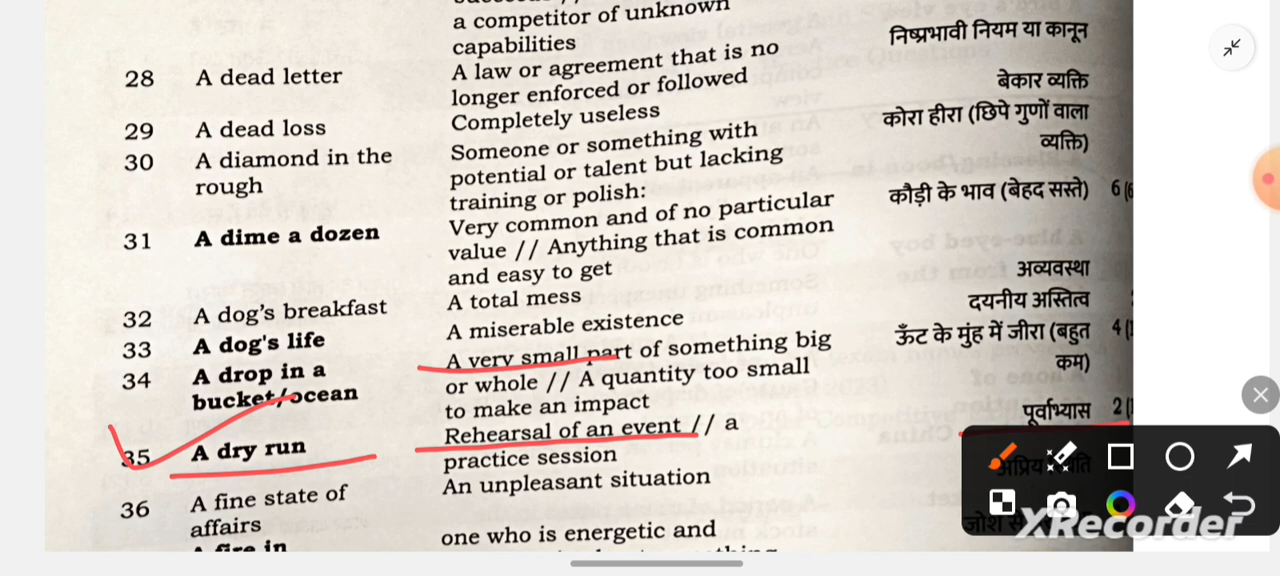 a competitor of unknown
capabilities
28 A dead letter A law or agreement that is no निष्प्रभावी नियम या कानून
longer enforced or followed
29 A dead loss Completely useless बेकार व्यक्ति
30 A diamond in the Someone or something with कोरा हीरा (छिपे गुणों वाला
rough potential or talent but lacking व्यक्ति)
training or polish:
31 A dime a dozen Very common and of no particular कौड़ी के भाव (बेहद सस्ते) 6
value // Anything that is common
and easy to get
32 A dog's breakfast A total mess अव्यवस्था
33 A dog's life A miserable existence दयनीय अस्तित्व
34 A drop in a A very small part of something big ऊँट के मुंह में जीरा (बहुत 4
bucket/ocean or whole // A quantity too small कम)
to make an impact
35 A dry run Rehearsal of an event // a पूर्वाभ्यास 2
practice session
36 A fine state of An unpleasant situation
affairs
one who is energetic and
XRecorder